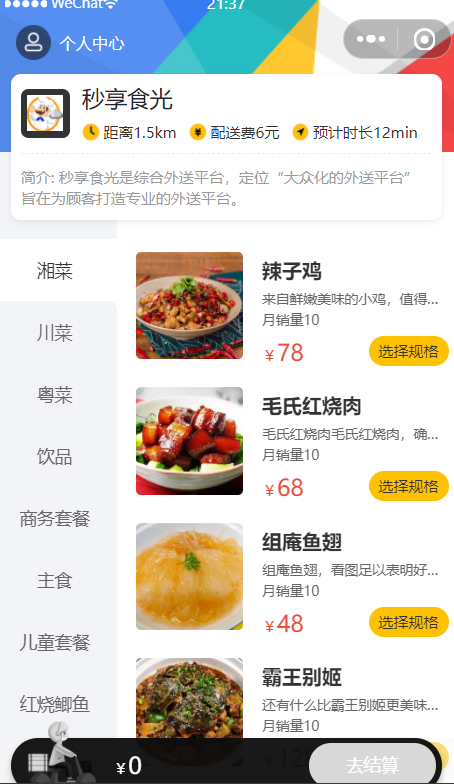 WeChat
21:37
个人中心
秒享食光
距离1.5km
配送费6元
预计时长12min
简介: 秒享食光是综合外送平台，定位“大众化的外送平台”
旨在为顾客打造专业的外送平台。
湘菜
川菜
粤菜
饮品
商务套餐
主食
儿童套餐
红烧鲫鱼
辣子鸡
来自鲜嫩美味的小鸡，值得...
月销量10
￥78
选择规格
毛氏红烧肉
毛氏红烧肉毛氏红烧肉，确...
月销量10
￥68
选择规格
组庵鱼翅
组庵鱼翅，看图足以表明好...
月销量10
￥48
选择规格
霸王别姬
还有什么比霸王别姬更美味...
月销量10
￥0
去结算